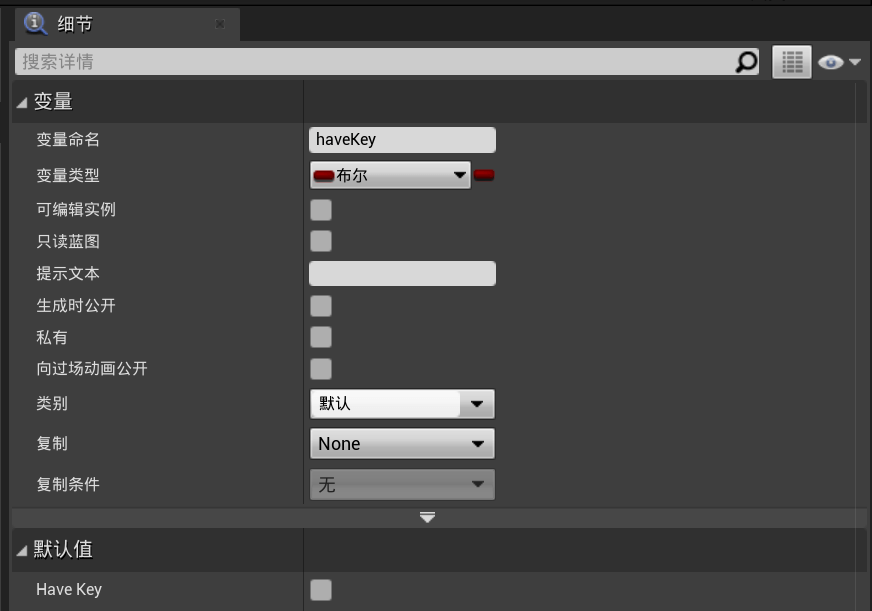 细节
搜索详情
变量
变量命名 haveKey
变量类型 布尔
可编辑实例
只读蓝图
提示文本
生成时公开
私有
向过场动画公开
类别 默认
复制 None
复制条件 无
默认值
Have Key